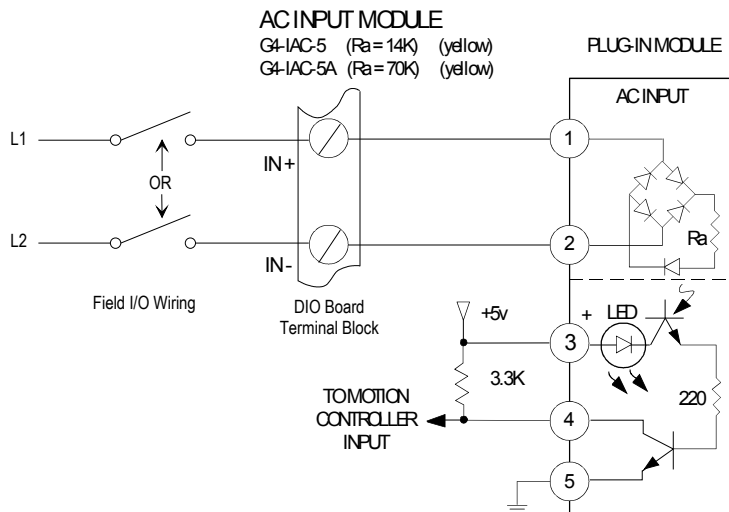 AC INPUT MODULE
G4-IAC-5 (Ra = 14K) (yellow)
G4-IAC-5A (Ra = 70K) (yellow)
PLUG-IN MODULE
AC INPUT
L1
IN+
1
OR
L2
IN-
2
Ra
Field I/O Wiring
DIO Board
Terminal Block
+5v
3
+
LED
3.3K
220
TO MOTION
CONTROLLER
INPUT
4
5